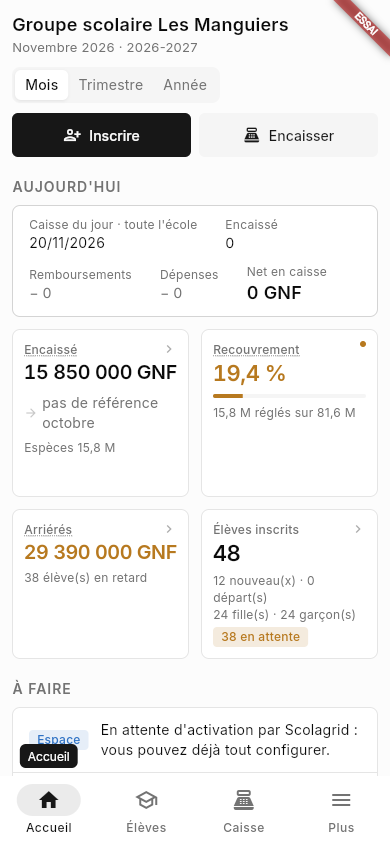 Groupe scolaire Les Manguiers
Novembre 2026 · 2026-2027
ESSAI
Mois Trimestre Année
Inscrire Encaisser
AUJOURD'HUI
Caisse du jour · toute l'école Encaissé
20/11/2026 0
Remboursements Dépenses Net en caisse
− 0 − 0 0 GNF
Encaissé
15 850 000 GNF
pas de référence
octobre
Espèces 15,8 M
Recouvrement
19,4 %
15,8 M réglés sur 81,6 M
Arriérés
29 390 000 GNF
38 élève(s) en retard
Élèves inscrits
48
12 nouveau(x) · 0
départ(s)
24 fille(s) · 24 garçon(s)
38 en attente
À FAIRE
Espace
En attente d'activation par Scolagrid :
vous pouvez déjà tout configurer.
Accueil
Accueil Élèves Caisse Plus